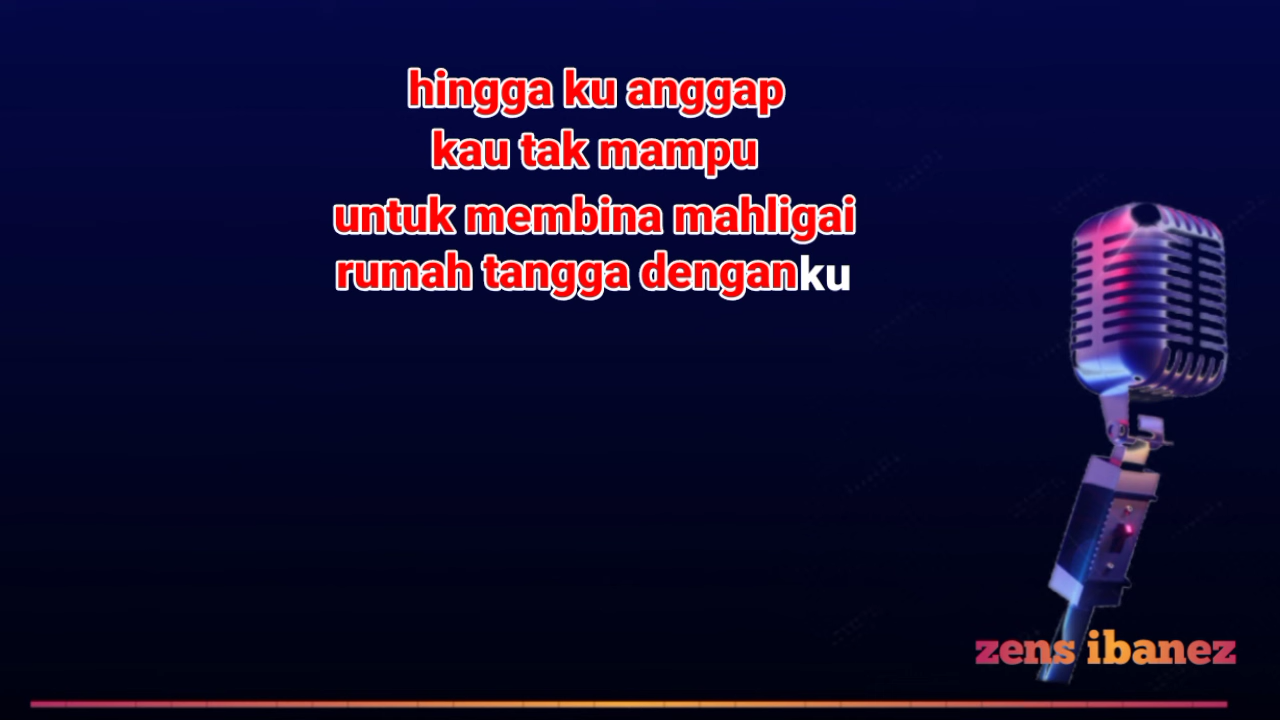 hingga ku anggap
kau tak mampu
untuk membina mahligai
rumah tangga denganku
zens ibanez